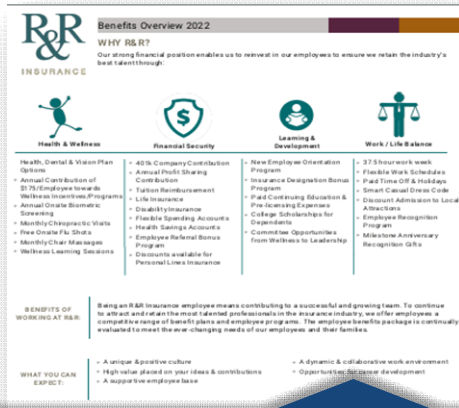 R&R
INSURANCE
Benefits Overview 2022
WHY R&R?
Our strong financial position enables us to reinvest in our employees to ensure we retain the industry's
best talent through:
Health & Wellness
Health, Dental & Vision Plan
Options
Annual Contribution of
$175/Employee towards
Wellness Incentives/Programs
Annual Onsite Biometric
Screening
Monthly Chiropractic Visits
Free Onsite Flu Shots
Monthly Chair Massages
Wellness Learning Sessions
Financial Security
401k Company Contribution
Annual Profit Sharing
Contribution
Tuition Reimbursement
Life Insurance
Disability Insurance
Flexible Spending Accounts
Health Savings Accounts
Employee Referral Bonus
Program
Discounts available for
Personal Lines Insurance
Learning &
Development
New Employee Orientation
Program
Insurance Designation Bonus
Program
Paid Continuing Education &
Pre-licensing Expenses
College Scholarships for
Dependents
Committee Opportunities
from Wellness to Leadership
Work / Life Balance
37.5 hour work week
Flexible Work Schedules
Paid Time Off & Holidays
Smart Casual Dress Code
Discount Admission to Local
Attractions
Employee Recognition
Program
Milestone Anniversary
Recognition Gifts
BENEFITS OF
WORKING AT R&R:
Being an R&R Insurance employee means contributing to a successful and growing team. To continue
to attract and retain the most talented professionals in the insurance industry, we offer employees a
competitive range of benefit plans and employee programs. The employee benefits package is continually
evaluated to meet the ever-changing needs of our employees and their families.
WHAT YOU CAN
EXPECT:
A unique & positive culture
High value placed on your ideas & contributions
A supportive employee base
A dynamic & collaborative work environment
Opportunities for career development